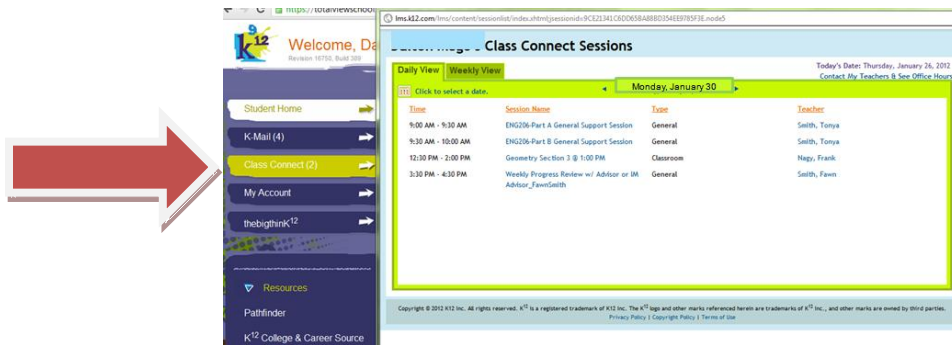 https://totalviewschool
K12
Welcome, Da
Revision 16758, Build 388
Student Home
K-Mail (4)
Class Connect (2)
My Account
thebigthinK12
Resources
Pathfinder
K12 College & Career Source
lms.k12.com/lms/content/sessionlist/index.xhtml;jsessionid=9CE21341C6DD65BA8BBD354EE9785F3E.node5
Class Connect Sessions
Daily View Weekly View
Today's Date: Thursday, January 26, 2012
Contact My Teachers & See Office Hours
Click to select a date.
Monday, January 30
Time Session Name Type Teacher
9:00 AM - 9:30 AM ENG206-Part A General Support Session General Smith, Tonya
9:30 AM - 10:00 AM ENG206-Part B General Support Session General Smith, Tonya
12:30 PM - 2:00 PM Geometry Section 3 @ 1:00 PM Classroom Nagy, Frank
3:30 PM - 4:30 PM Weekly Progress Review w/ Advisor or IM General Smith, Fawn
Advisor_FawnSmith
Copyright © 2012 K12 Inc. All rights reserved. K12 is a registered trademark of K12 Inc. The K12 logo and other marks referenced herein are trademarks of K12 Inc., and other marks are owned by third parties.
Privacy Policy | Copyright Policy | Terms of Use